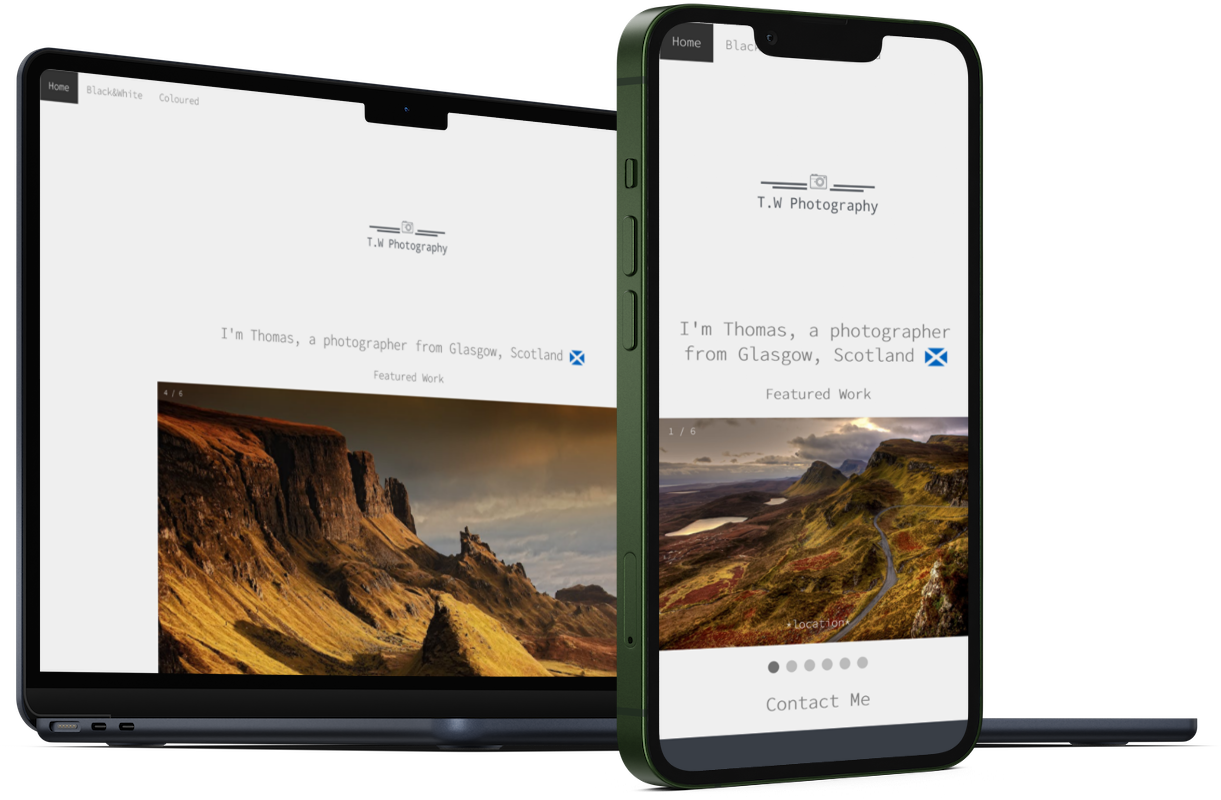 Home Black&White Coloured
T.W Photography
I'm Thomas, a photographer from Glasgow, Scotland
Featured Work
4 / 6
Home
T.W Photography
I'm Thomas, a photographer
from Glasgow, Scotland
Featured Work
1 / 6
*location*
Contact Me